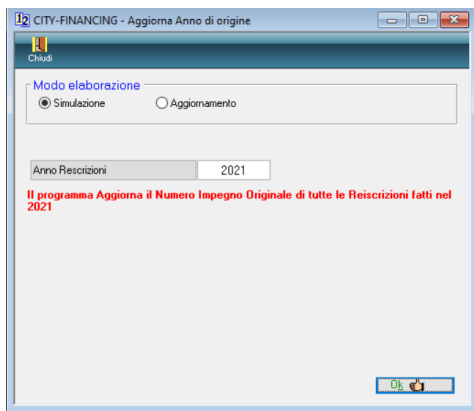 12 CITY-FINANCING - Aggiorna Anno di origine
Chiudi
Modo elaborazione
Simulazione Aggiornamento
Anno Rescrizioni 2021
Il programma Aggiorna il Numero Impegno Originale di tutte le Reiscrizioni fatti nel
2021
Ok